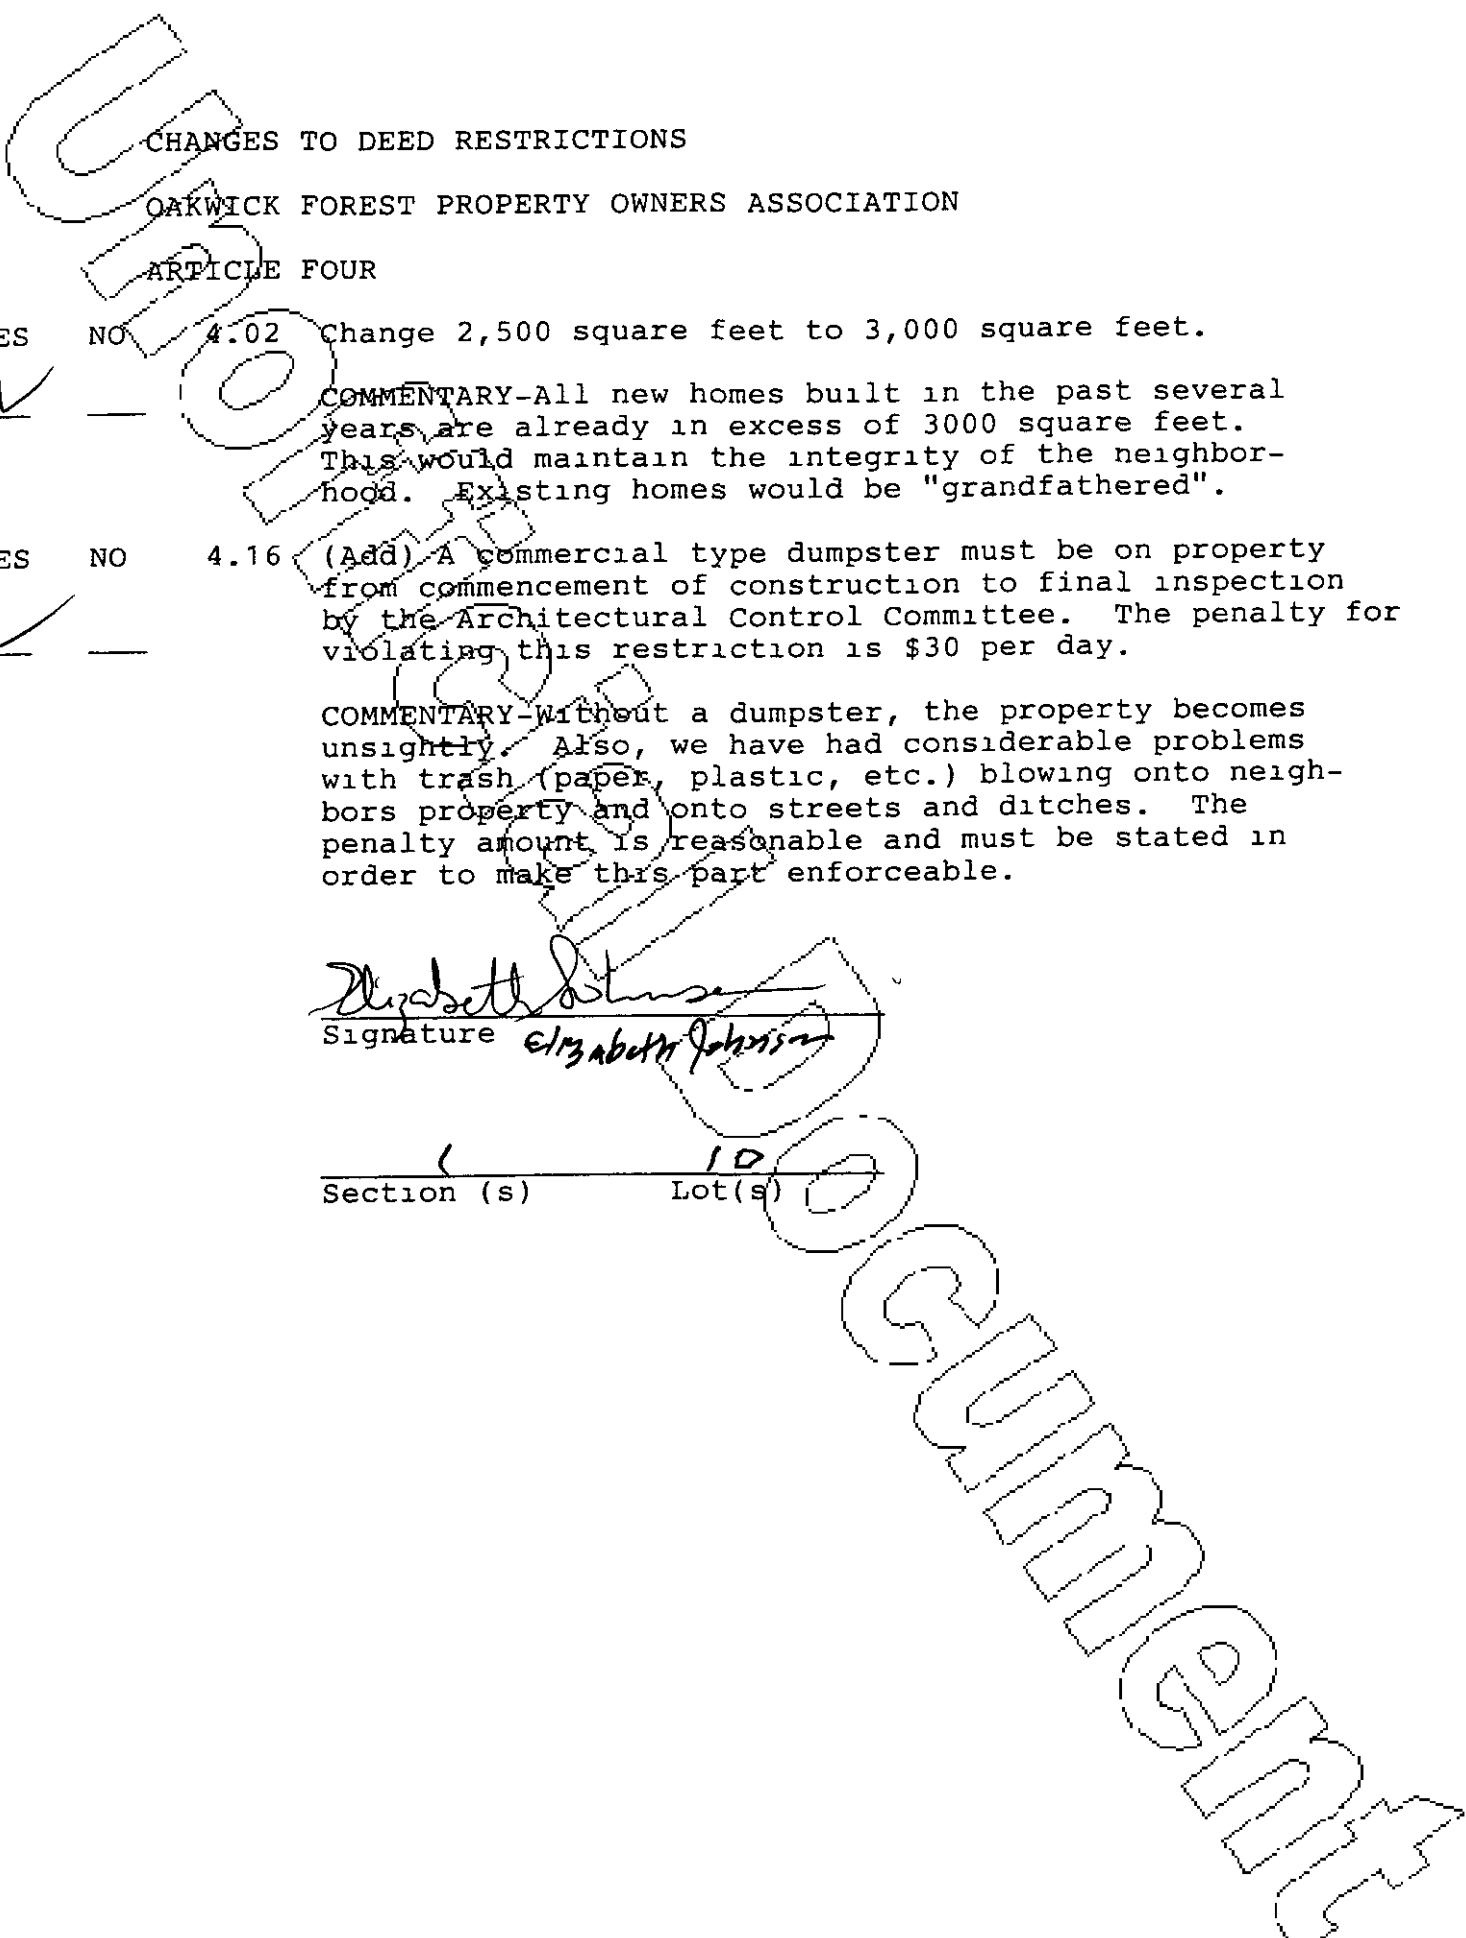 CHANGES TO DEED RESTRICTIONS
OAKWICK FOREST PROPERTY OWNERS ASSOCIATION
ARTICLE FOUR
ES NO 4.02 Change 2,500 square feet to 3,000 square feet.
COMMENTARY-All new homes built in the past several
years are already in excess of 3000 square feet.
This would maintain the integrity of the neighbor-
hood. Existing homes would be "grandfathered".
ES NO 4.16 (Add) A commercial type dumpster must be on property
from commencement of construction to final inspection
by the Architectural Control Committee. The penalty for
violating this restriction is $30 per day.
COMMENTARY-Without a dumpster, the property becomes
unsightly. Also, we have had considerable problems
with trash (paper, plastic, etc.) blowing onto neigh-
bors property and onto streets and ditches. The
penalty amount is reasonable and must be stated in
order to make this part enforceable.
Elizabeth Johnson
Signature Elizabeth Johnson
1 10
Section (s) Lot(s)
Unofficial Document